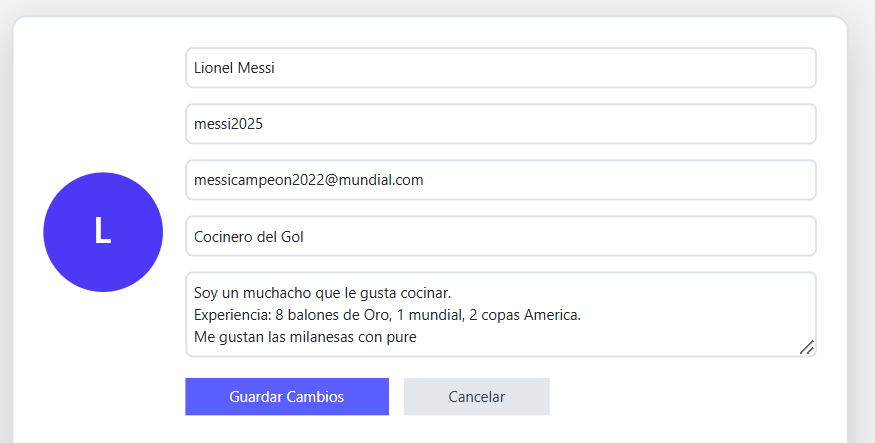 Lionel Messi
messi2025
messicampeon2022@mundial.com
L
Cocinero del Gol
Soy un muchacho que le gusta cocinar.
Experiencia: 8 balones de Oro, 1 mundial, 2 copas America.
Me gustan las milanesas con pure
Guardar Cambios
Cancelar